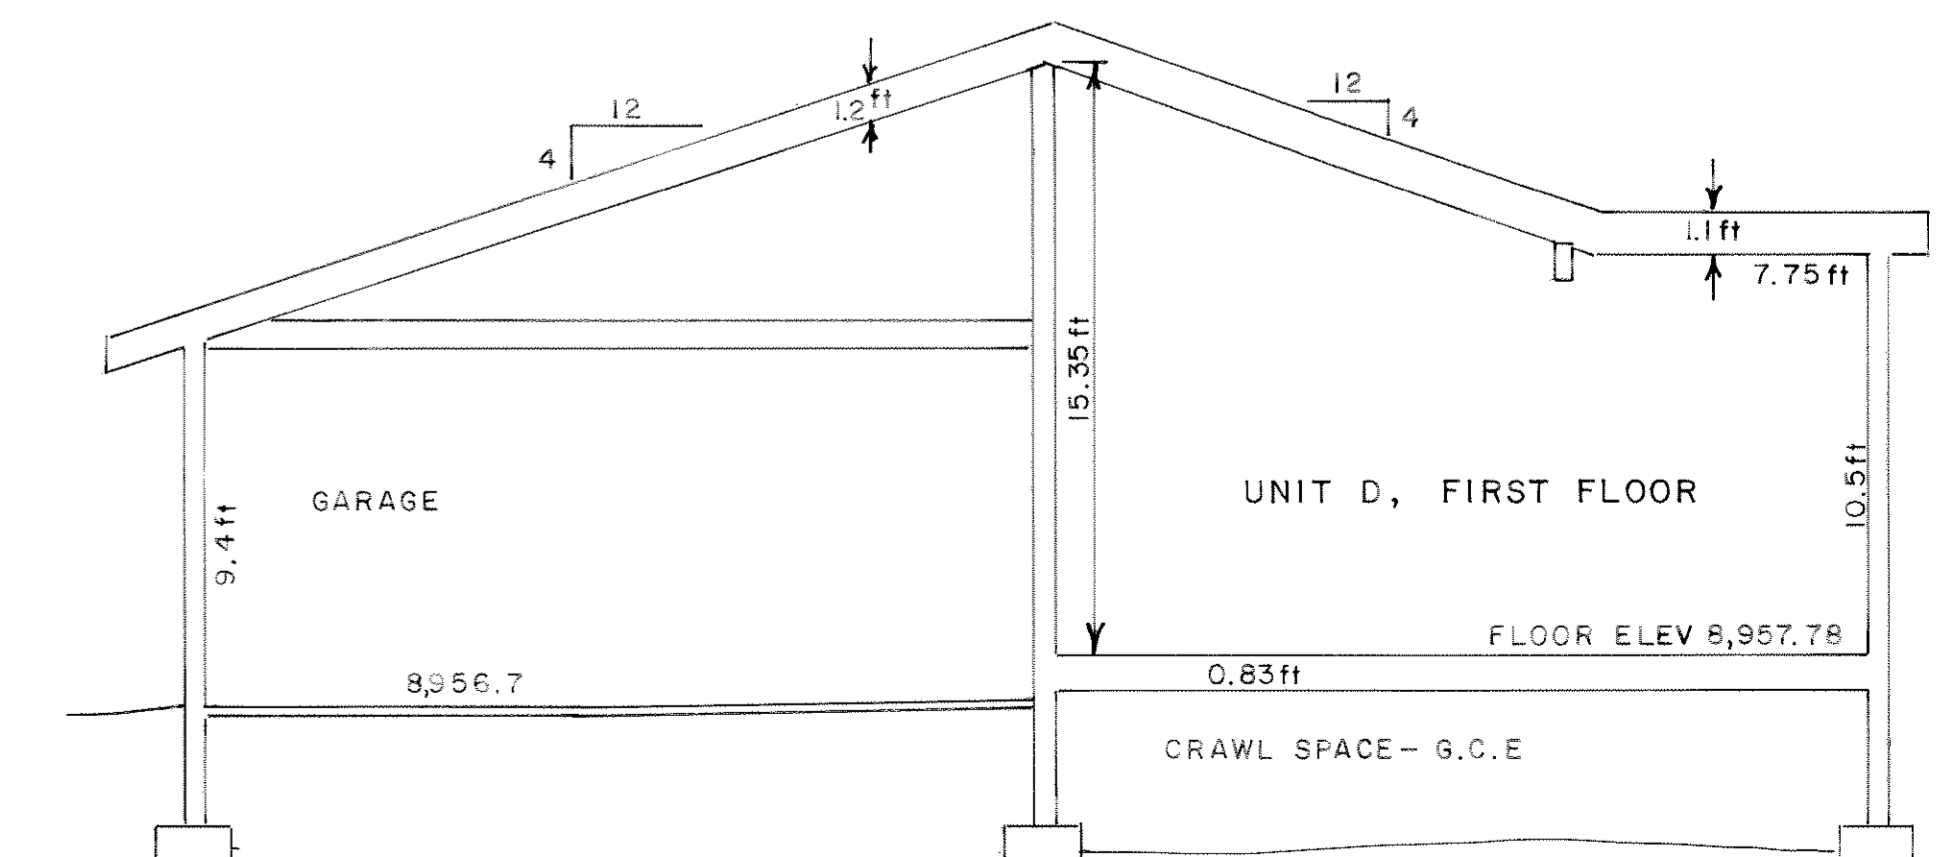 12
4
1.2 ft
12
4
1.1 ft
7.75 ft
15.35 ft
GARAGE
UNIT D, FIRST FLOOR
9.4 ft
10.5 ft
FLOOR ELEV 8,957.78
8,956.7
0.83 ft
CRAWL SPACE - G.C.E